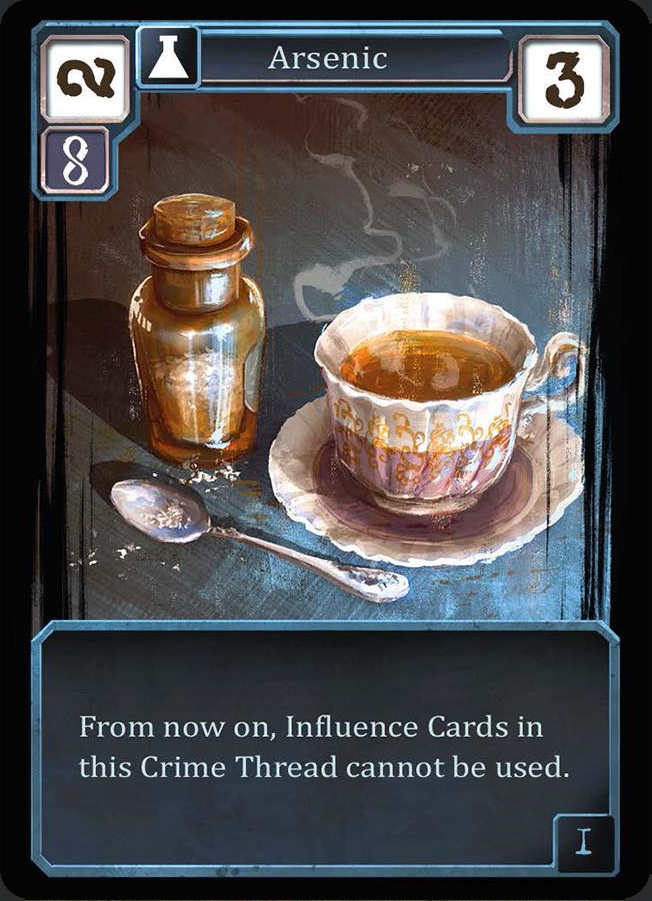 2
Arsenic
3
8
From now on, Influence Cards in
this Crime Thread cannot be used.
I